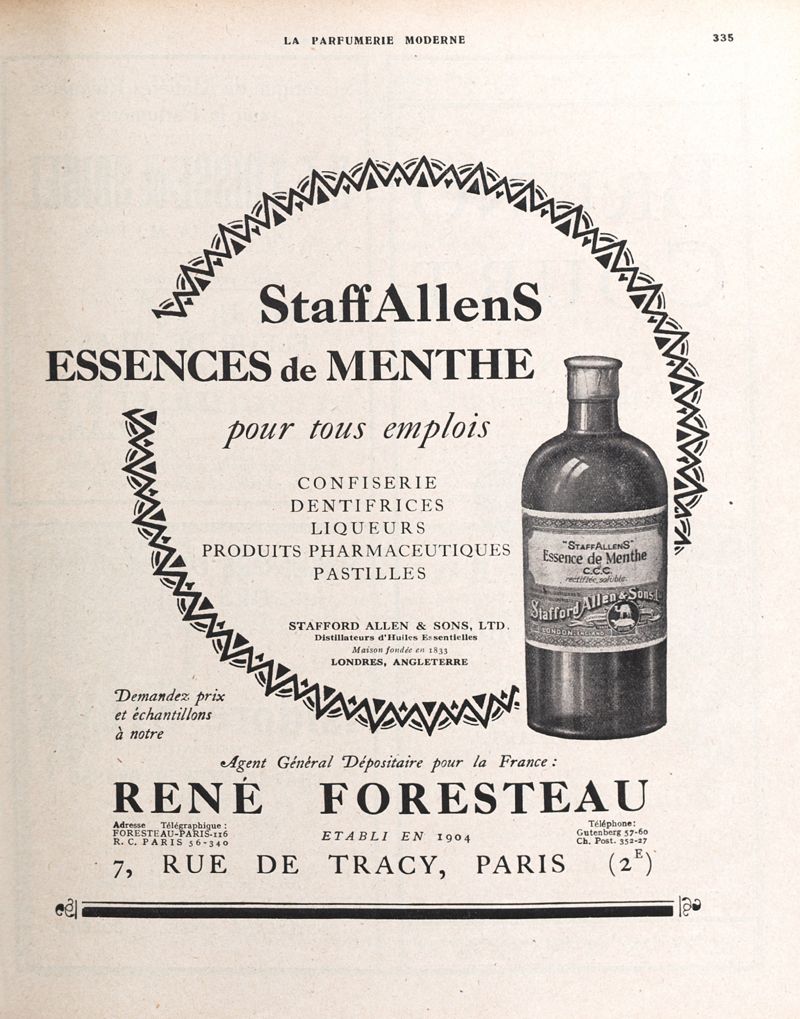 LA PARFUMERIE MODERNE
335
StaffAllenS
ESSENCES de MENTHE
pour tous emplois
CONFISERIE
DENTIFRICES
LIQUEURS
PRODUITS PHARMACEUTIQUES
PASTILLES
STAFFORD ALLEN & SONS, LTD.
Distillateurs d'Huiles Essentielles
Maison fondée en 1833
LONDRES, ANGLETERRE
"STAFFALLENS"
Essence de Menthe
C.C.C.
rectifiée, soluble.
Stafford Allen & Sons, L
LONDON, ENGLAND
Demandez prix
et échantillons
à notre
Agent Général Dépositaire pour la France :
RENÉ FORESTEAU
Adresse Télégraphique :
FORESTEAU-PARIS-116
R. C. PARIS 56-340
ETABLI EN 1904
Téléphone:
Gutenberg 57-60
Ch. Post. 352-27
7, RUE DE TRACY, PARIS (2E)